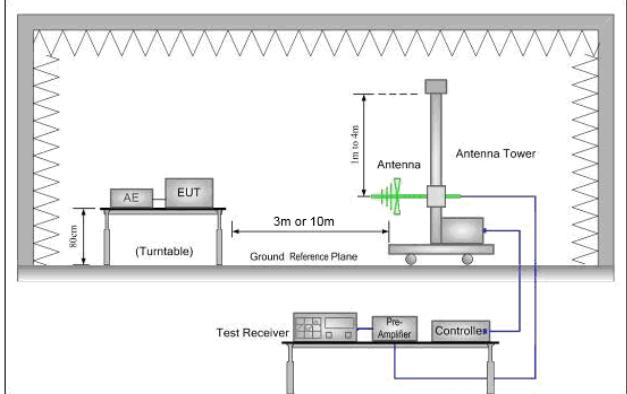 1m to 4m
Antenna
Antenna Tower
AE
EUT
80cm
(Turntable)
3m or 10m
Ground Reference Plane
Test Receiver
Pre-
Amplifier
Controlle